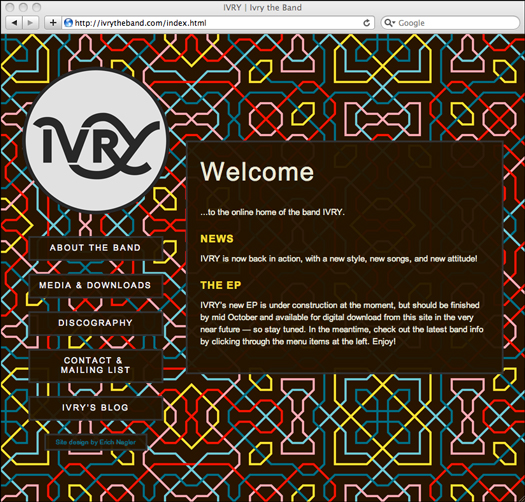 IVRY | Ivry the Band
http://ivrytheband.com/index.html
Google
IVRY
Welcome
...to the online home of the band IVRY.
NEWS
IVRY is now back in action, with a new style, new songs, and new attitude!
THE EP
IVRY's new EP is under construction at the moment, but should be finished
by mid October and available for digital download from this site in the very
near future — so stay tuned. In the meantime, check out the latest band info
by clicking through the menu items at the left. Enjoy!
ABOUT THE BAND
MEDIA & DOWNLOADS
DISCOGRAPHY
CONTACT &
MAILING LIST
IVRY'S BLOG
Site design by Erich Nagler